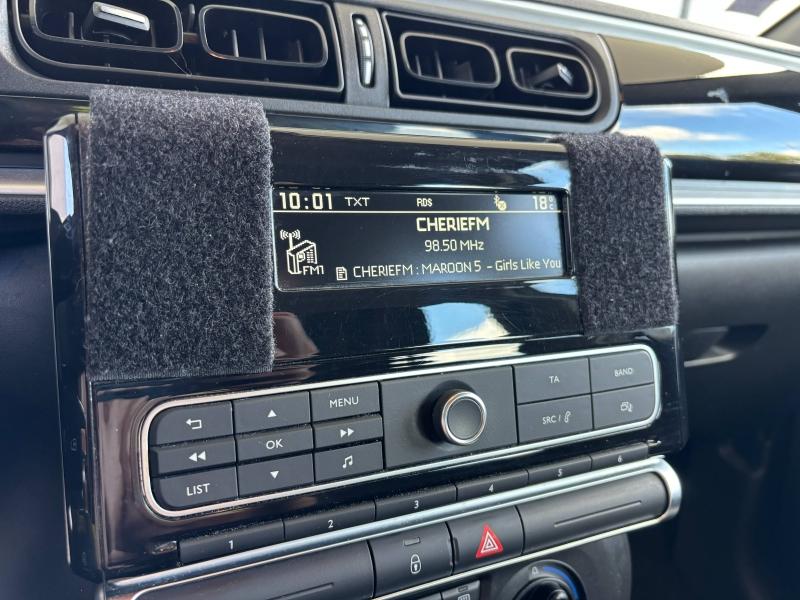 10:01 TXT RDS 18°C
CHERIEFM
98.50 MHz
FM1 CHERIEFM : MAROON 5 - Girls Like You
MENU
TA
BAND
OK
SRC /
LIST
1 2 3 4 5 6